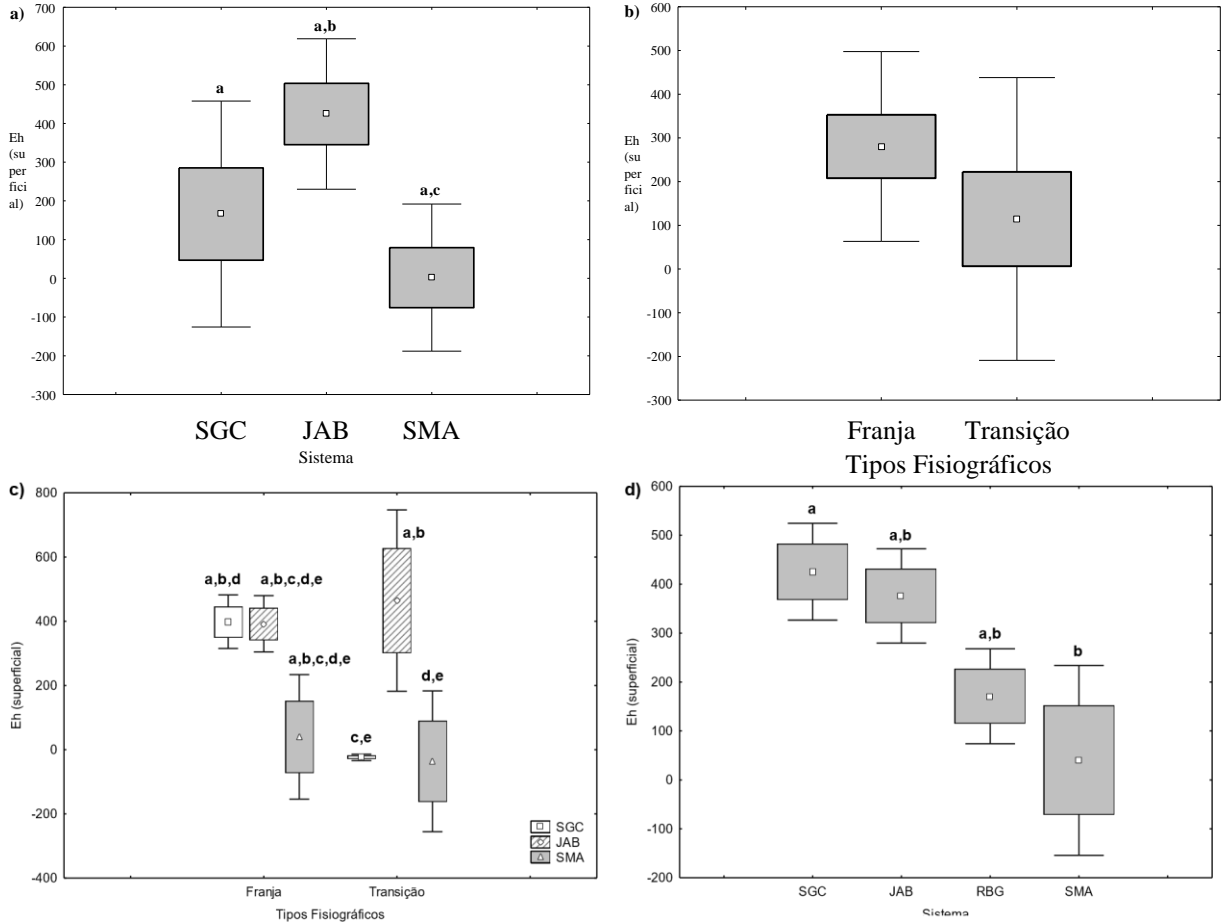 a)
700
600
500
400
300
200
100
0
-100
-200
-300
Eh
(su
perf
fici
al)
a
a,b
a,c
SGC JAB SMA
Sistema
b)
600
500
400
300
200
100
0
-100
-200
-300
Eh
(su
per
fici
al)
Franja Transição
Tipos Fisiográficos
c)
800
600
400
200
0
-200
-400
Eh (superficial)
a,b,d
a,b,c,d,e
a,b,c,d,e
c,e
a,b
d,e
SGC
JAB
SMA
Franja Transição
Tipos Fisiográficos
d)
600
500
400
300
200
100
0
-100
-200
Eh (superficial)
a
a,b
a,b
b
SGC JAB RBG SMA
Sistema